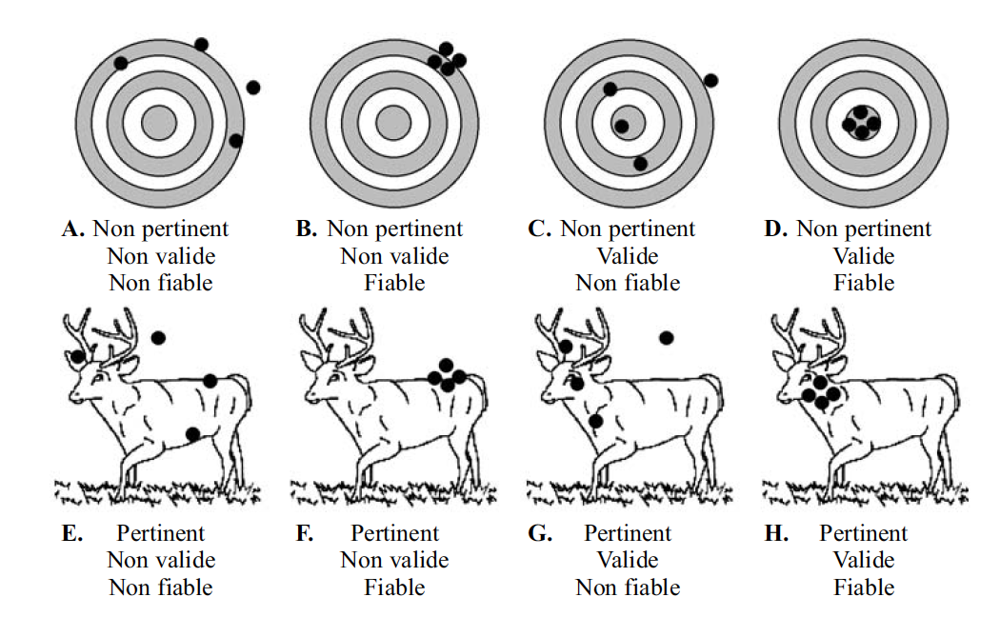 A. Non pertinent
Non valide
Non fiable
B. Non pertinent
Non valide
Fiable
C. Non pertinent
Valide
Non fiable
D. Non pertinent
Valide
Fiable
E. Pertinent
Non valide
Non fiable
F. Pertinent
Non valide
Fiable
G. Pertinent
Valide
Non fiable
H. Pertinent
Valide
Fiable